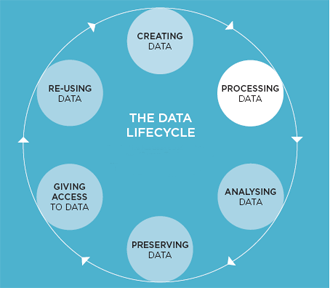 CREATING
DATA
PROCESSING
DATA
ANALYSING
DATA
PRESERVING
DATA
GIVING
ACCESS
TO DATA
RE-USING
DATA
THE DATA
LIFECYCLE